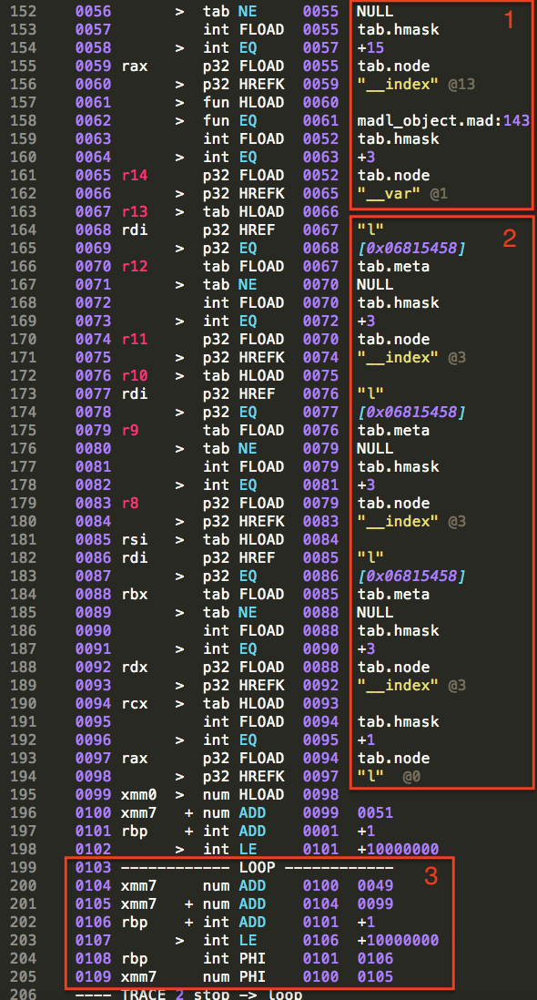 152 0056 > tab NE 0055 NULL 1
153 0057 int FLOAD 0055 tab.hmask
154 0058 > int EQ 0057 +15
155 0059 rax p32 FLOAD 0055 tab.node
156 0060 > p32 HREFK 0059 "__index" @13
157 0061 > fun HLOAD 0060
158 0062 > fun EQ 0061 madl_object.mad:143
159 0063 int FLOAD 0052 tab.hmask
160 0064 > int EQ 0063 +3
161 0065 r14 p32 FLOAD 0052 tab.node
162 0066 > p32 HREFK 0065 "__var" @1
163 0067 r13 > tab HLOAD 0066
164 0068 rdi p32 HREF 0067 "l" 2
165 0069 > p32 EQ 0068 [0x06815458]
166 0070 r12 tab FLOAD 0067 tab.meta
167 0071 > tab NE 0070 NULL
168 0072 int FLOAD 0070 tab.hmask
169 0073 > int EQ 0072 +3
170 0074 r11 p32 FLOAD 0070 tab.node
171 0075 > p32 HREFK 0074 "__index" @3
172 0076 r10 > tab HLOAD 0075
173 0077 rdi p32 HREF 0076 "l"
174 0078 > p32 EQ 0077 [0x06815458]
175 0079 r9 tab FLOAD 0076 tab.meta
176 0080 > tab NE 0079 NULL
177 0081 int FLOAD 0079 tab.hmask
178 0082 > int EQ 0081 +3
179 0083 r8 p32 FLOAD 0079 tab.node
180 0084 > p32 HREFK 0083 "__index" @3
181 0085 rsi > tab HLOAD 0084
182 0086 rdi p32 HREF 0085 "l"
183 0087 > p32 EQ 0086 [0x06815458]
184 0088 rbx tab FLOAD 0085 tab.meta
185 0089 > tab NE 0088 NULL
186 0090 int FLOAD 0088 tab.hmask
187 0091 > int EQ 0090 +3
188 0092 rdx p32 FLOAD 0088 tab.node
189 0093 > p32 HREFK 0092 "__index" @3
190 0094 rcx > tab HLOAD 0093
191 0095 int FLOAD 0094 tab.hmask
192 0096 > int EQ 0095 +1
193 0097 rax p32 FLOAD 0094 tab.node
194 0098 > p32 HREFK 0097 "l" @0
195 0099 xmm0 > num HLOAD 0098
196 0100 xmm7 + num ADD 0099 0051
197 0101 rbp + int ADD 0001 +1
198 0102 > int LE 0101 +10000000
199 0103 ------------ LOOP ------------
200 0104 xmm7 num ADD 0100 0049 3
201 0105 xmm7 + num ADD 0104 0099
202 0106 rbp + int ADD 0101 +1
203 0107 > int LE 0106 +10000000
204 0108 rbp int PHI 0101 0106
205 0109 xmm7 num PHI 0100 0105
206 ---- TRACE 2 stop -> loop